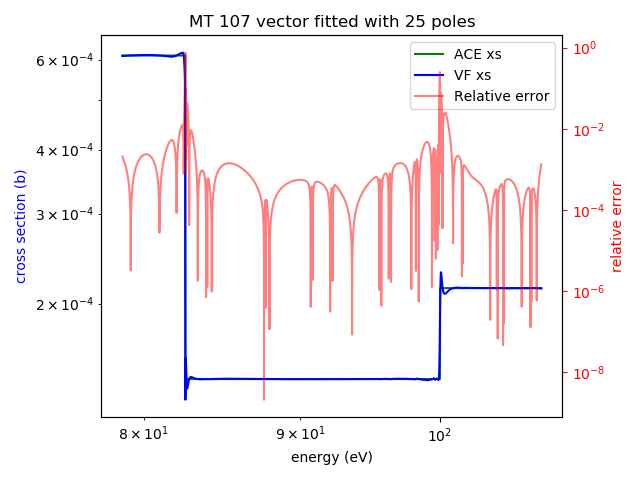 MT 107 vector fitted with 25 poles
ACE xs
VF xs
Relative error
cross section (b)
6 × 10⁻⁴
4 × 10⁻⁴
3 × 10⁻⁴
2 × 10⁻⁴
10⁰
10⁻²
10⁻⁴
10⁻⁶
10⁻⁸
relative error
8 × 10¹
9 × 10¹
10²
energy (eV)